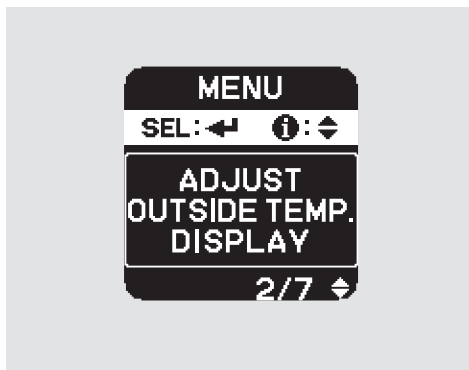 MENU
SEL:↵ ℹ:⬍
ADJUST
OUTSIDE TEMP.
DISPLAY
2/7 ⬍